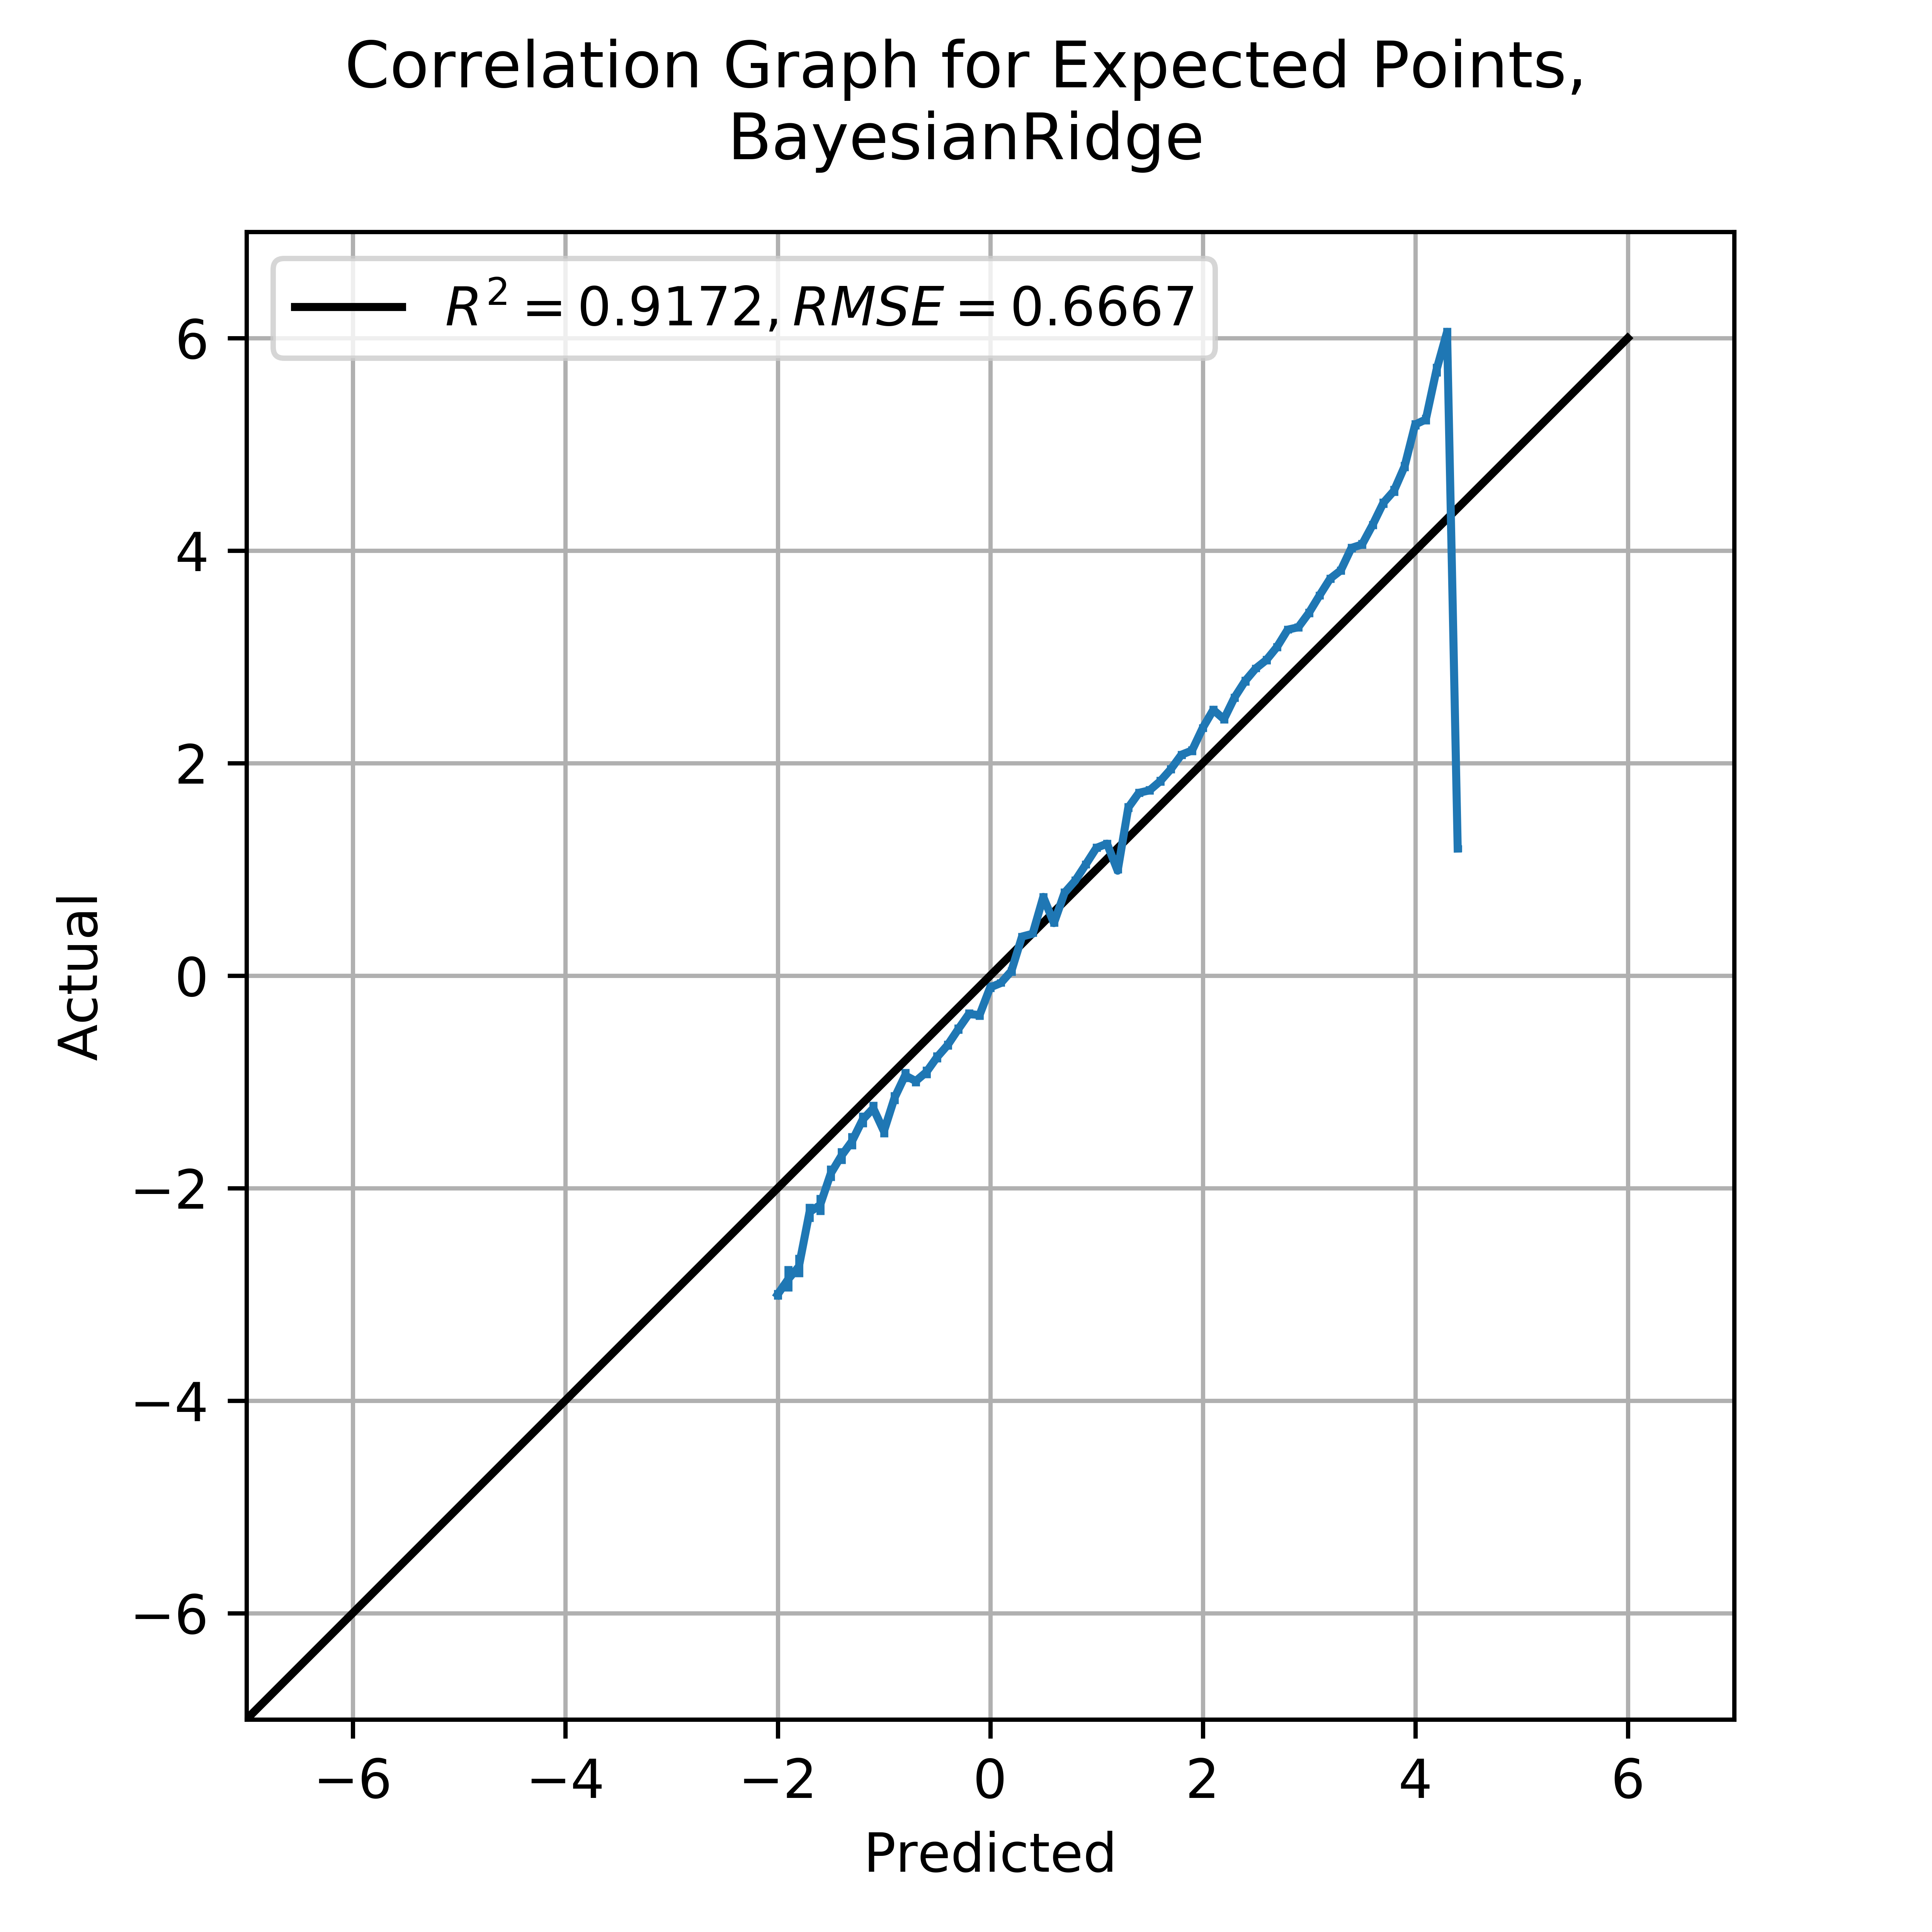 Correlation Graph for Expected Points,
BayesianRidge
R² = 0.9172, RMSE = 0.6667
6
4
2
0
−2
−4
−6
Actual
−6 −4 −2 0 2 4 6
Predicted